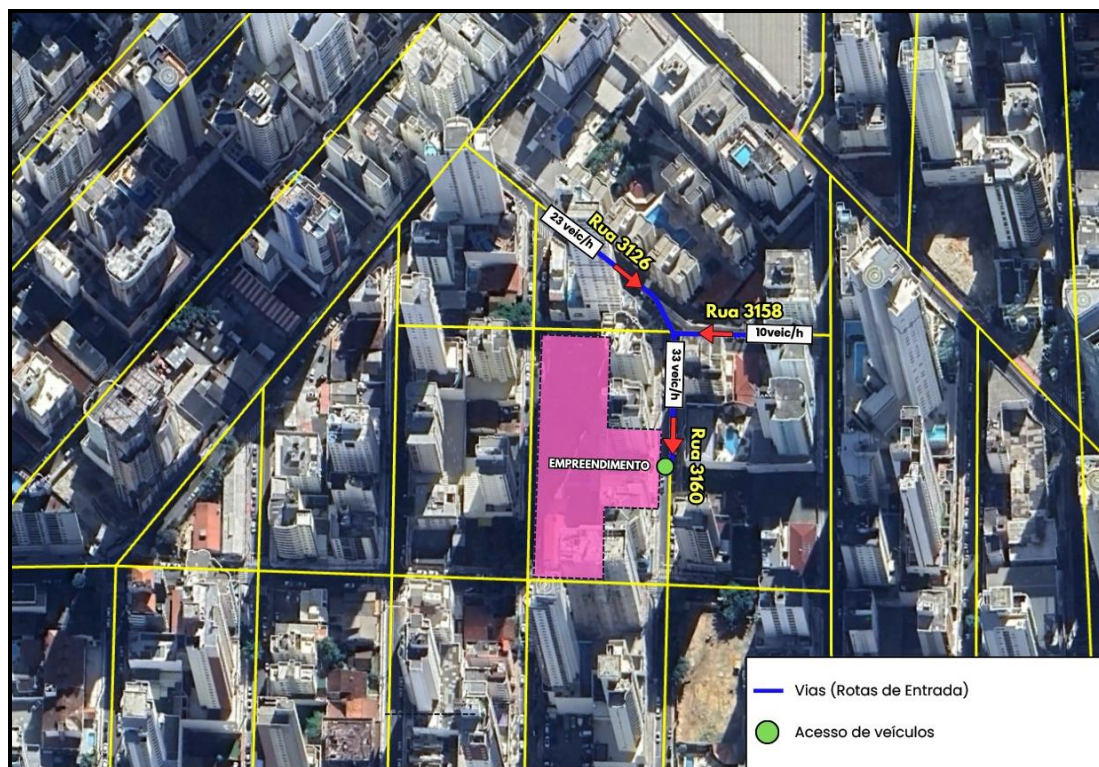 Rua 3126
23 veic/h
Rua 3158
10veic/h
33 veic/h
Rua 3160
EMPREENDIMENTO
Vias (Rotas de Entrada)
Acesso de veículos